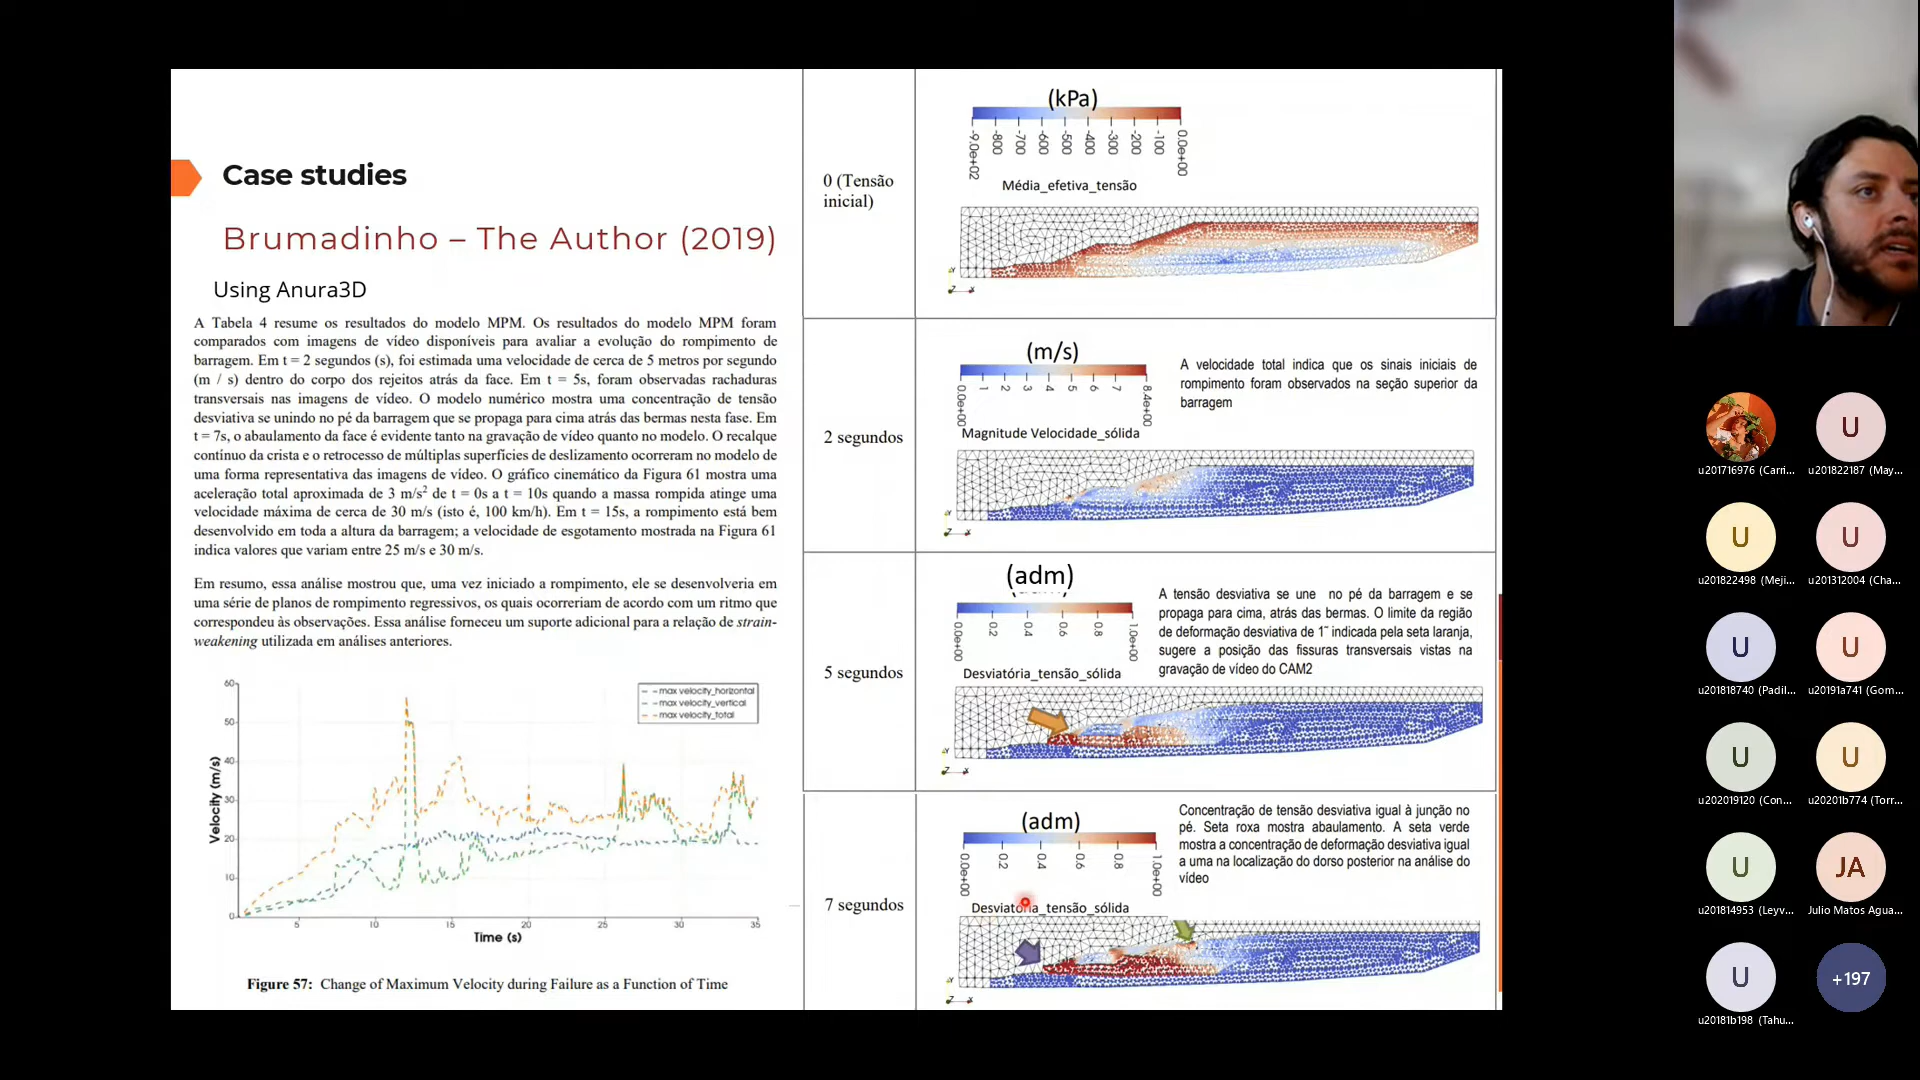 Case studies
Brumadinho – The Author (2019)
Using Anura3D
A Tabela 4 resume os resultados do modelo MPM. Os resultados do modelo MPM foram
comparados com imagens de vídeo disponíveis para avaliar a evolução do rompimento de
barragem. Em t = 2 segundos (s), foi estimada uma velocidade de cerca de 5 metros por segundo
(m / s) dentro do corpo dos rejeitos atrás da face. Em t = 5s, foram observadas rachaduras
transversais nas imagens de vídeo. O modelo numérico mostra uma concentração de tensão
desviativa se unindo no pé da barragem que se propaga para cima atrás das bermas nesta fase. Em
t = 7s, o abaulamento da face é evidente tanto na gravação de vídeo quanto no modelo. O recalque
contínuo da crista e o retrocesso de múltiplas superfícies de deslizamento ocorreram no modelo de
uma forma representativa das imagens de vídeo. O gráfico cinemático da Figura 61 mostra uma
aceleração total aproximada de 3 m/s² de t = 0s a t = 10s quando a massa rompida atinge uma
velocidade máxima de cerca de 30 m/s (isto é, 100 km/h). Em t = 15s, a rompimento está bem
desenvolvido em toda a altura da barragem; a velocidade de esgotamento mostrada na Figura 61
indica valores que variam entre 25 m/s e 30 m/s.
Em resumo, essa análise mostrou que, uma vez iniciado a rompimento, ele se desenvolveria em
uma série de planos de rompimento regressivos, os quais ocorreriam de acordo com um ritmo que
correspondeu às observações. Essa análise forneceu um suporte adicional para a relação de strain-
weakening utilizada em análises anteriores.
max velocity_horizontal
max velocity_vertical
max velocity_total
60
50
40
30
20
10
0
Velocity (m/s)
5 10 15 20 25 30 35
Time (s)
Figure 57: Change of Maximum Velocity during Failure as a Function of Time
0 (Tensão
inicial)
(kPa)
-9.0e+02 -800 -700 -600 -500 -400 -300 -200 -100 0.0e+00
Média_efetiva_tensão
Z X
2 segundos
(m/s)
0.0e+00 1 2 3 4 5 6 7 8.4e+00
Magnitude Velocidade_sólida
A velocidade total indica que os sinais iniciais de
rompimento foram observados na seção superior da
barragem
Z X
5 segundos
(adm)
0.0e+00 0.2 0.4 0.6 0.8 1.0e+00
Desviatória_tensão_sólida
A tensão desviativa se une no pé da barragem e se
propaga para cima, atrás das bermas. O limite da região
de deformação desviativa de 1˜ indicada pela seta laranja,
sugere a posição das fissuras transversais vistas na
gravação de vídeo do CAM2
Z X
7 segundos
(adm)
0.0e+00 0.2 0.4 0.6 0.8 1.0e+00
Desviatória_tensão_sólida
Concentração de tensão desviativa igual à junção no
pé. Seta roxa mostra abaulamento. A seta verde
mostra a concentração de deformação desviativa igual
a uma na localização do dorso posterior na análise do
vídeo
Z X
u201716976 (Carri...
U
u201822187 (May...
U
u201822498 (Meji...
U
u201312004 (Cha...
U
u201818740 (Padil...
U
u20191a741 (Gom...
U
u202019120 (Con...
U
u20201b774 (Torr...
U
u201814953 (Leyv...
JA
Julio Matos Agua...
U
u20181b198 (Tahu...
+197